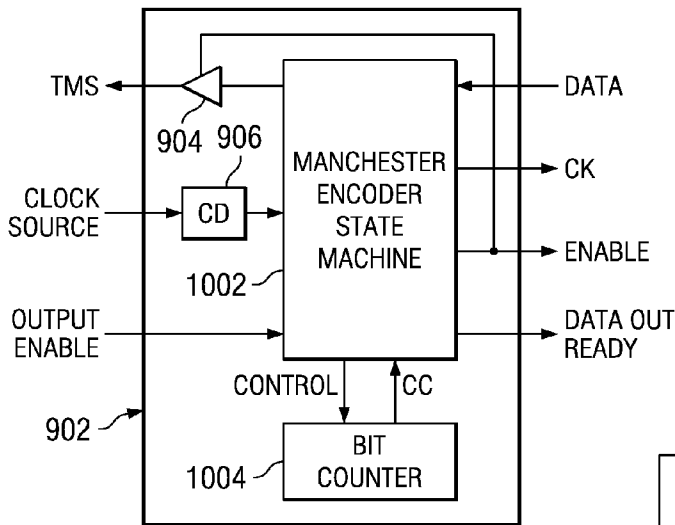 TMS
904
906
DATA
MANCHESTER
ENCODER
STATE
MACHINE
CK
CLOCK
SOURCE
CD
ENABLE
1002
OUTPUT
ENABLE
DATA OUT
READY
CONTROL
CC
902
BIT
COUNTER
1004